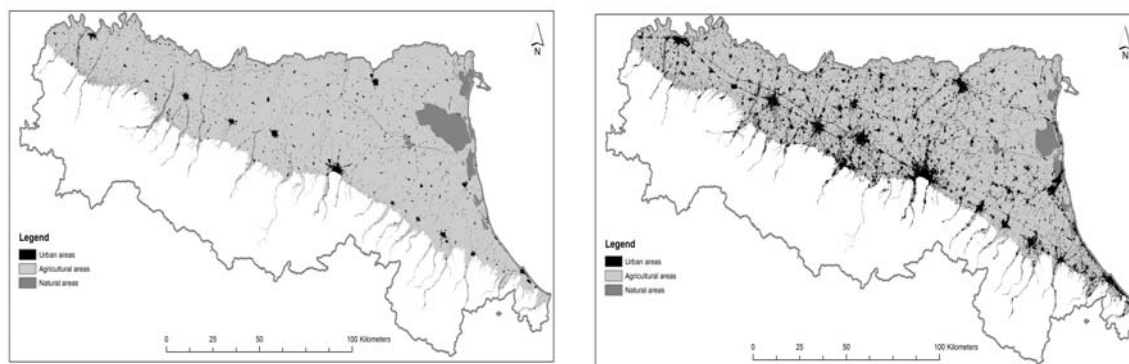 N
Legend
Urban areas
Agricultural areas
Natural areas
0 25 50 100 Kilometers
N
Legend
Urban areas
Agricultural areas
Natural areas
0 25 50 100 Kilometers